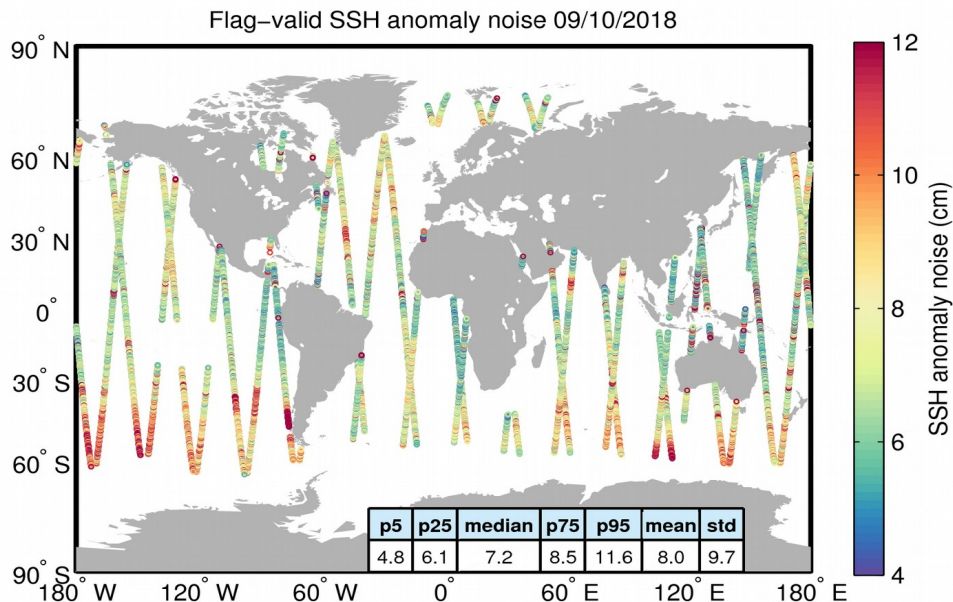 Flag−valid SSH anomaly noise 09/10/2018
90° N
60° N
30° N
0°
30° S
60° S
90° S
180° W
120° W
60° W
0°
60° E
120° E
180° E
p5 p25 median p75 p95 mean std
4.8 6.1 7.2 8.5 11.6 8.0 9.7
12
10
8
6
4
SSH anomaly noise (cm)